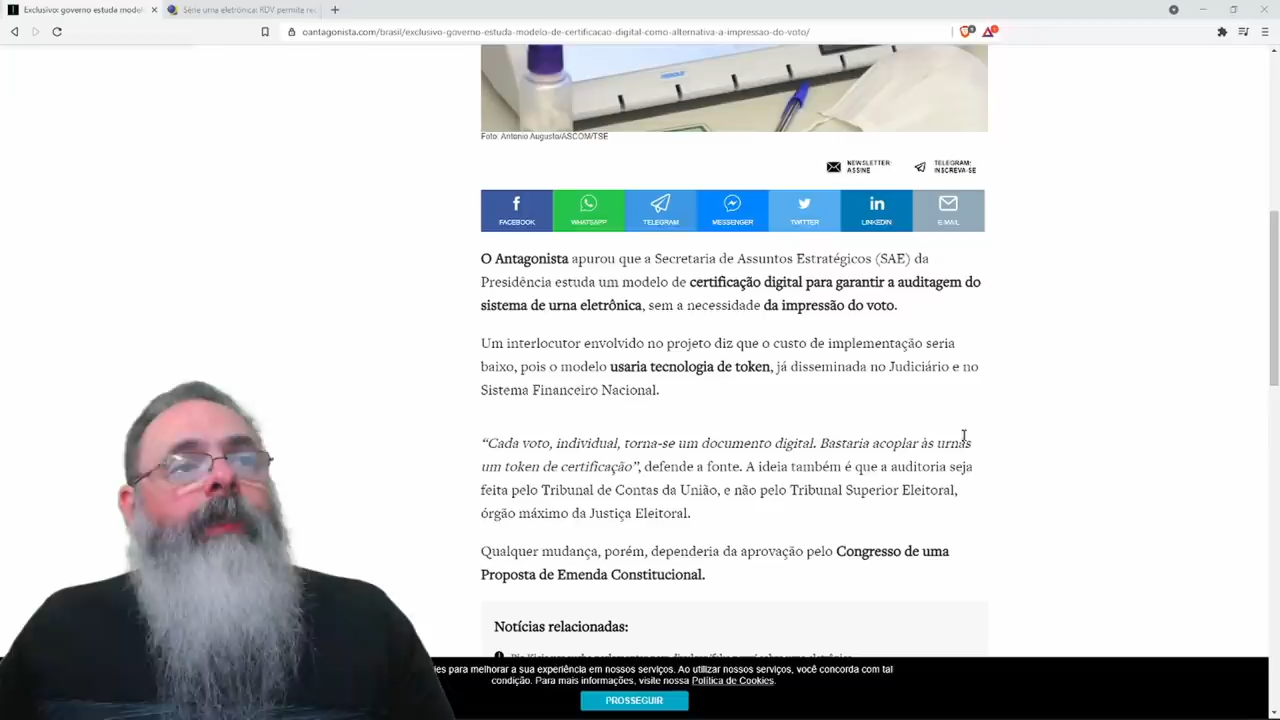 Exclusivo: governo estuda model
Série urna eletrônica: RDV permite re
oantagonista.com/brasil/exclusivo-governo-estuda-modelo-de-certificacao-digital-como-alternativa-a-impressao-do-voto/
Foto: Antonio Augusto/ASCOM/TSE
NEWSLETTER:
ASSINE
TELEGRAM:
INSCREVA-SE
FACEBOOK
WHATSAPP
TELEGRAM
MESSENGER
TWITTER
LINKEDIN
E-MAIL
O Antagonista apurou que a Secretaria de Assuntos Estratégicos (SAE) da
Presidência estuda um modelo de certificação digital para garantir a auditagem do
sistema de urna eletrônica, sem a necessidade da impressão do voto.
Um interlocutor envolvido no projeto diz que o custo de implementação seria
baixo, pois o modelo usaria tecnologia de token, já disseminada no Judiciário e no
Sistema Financeiro Nacional.
“Cada voto, individual, torna-se um documento digital. Bastaria acoplar às urnas
um token de certificação”, defende a fonte. A ideia também é que a auditoria seja
feita pelo Tribunal de Contas da União, e não pelo Tribunal Superior Eleitoral,
órgão máximo da Justiça Eleitoral.
Qualquer mudança, porém, dependeria da aprovação pelo Congresso de uma
Proposta de Emenda Constitucional.
Notícias relacionadas:
es para melhorar a sua experiência em nossos serviços. Ao utilizar nossos serviços, você concorda com tal
condição. Para mais informações, visite nossa Política de Cookies.
PROSSEGUIR